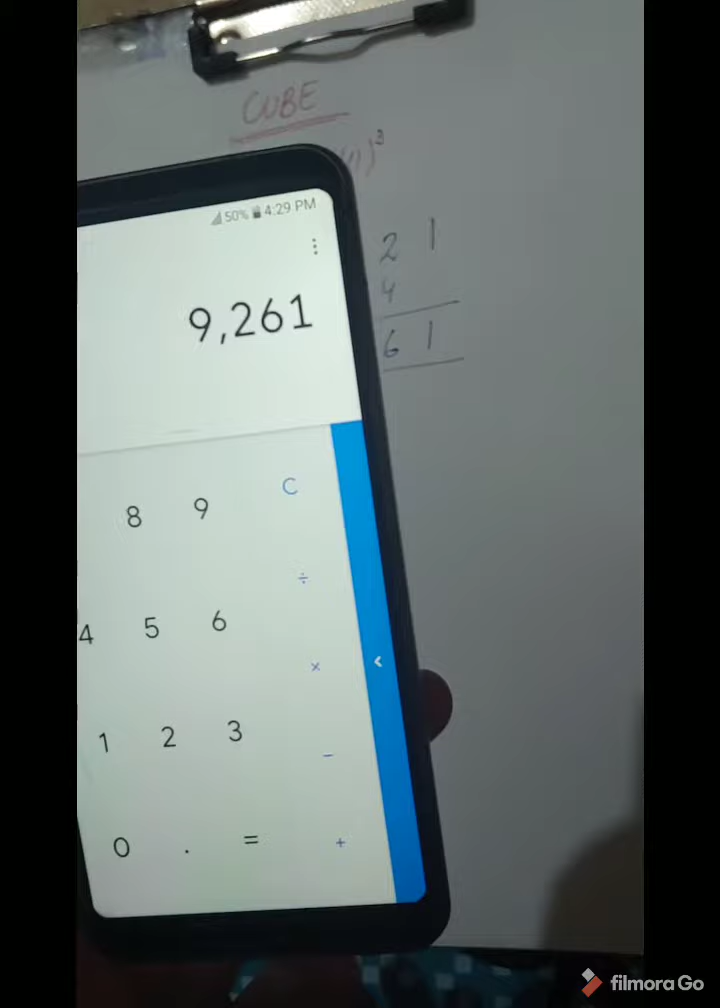 CUBE
50% 4:29 PM
2 1
9,261
4
6 1
8 9 C
÷
4 5 6
×
1 2 3
−
0 . =
+
filmora Go